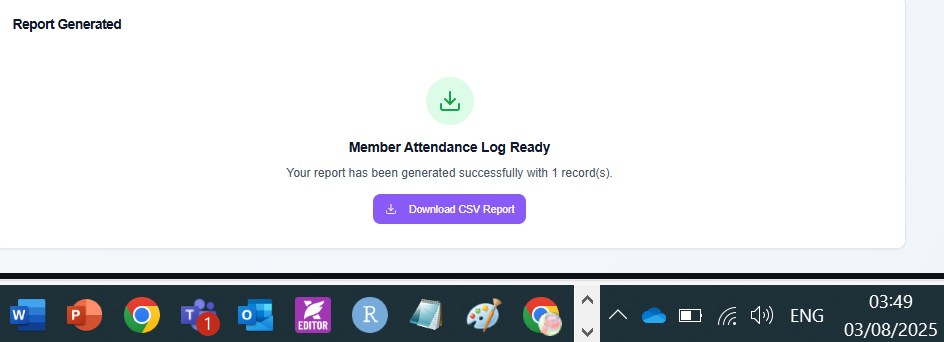 Report Generated
Member Attendance Log Ready
Your report has been generated successfully with 1 record(s).
Download CSV Report
W
P
T
1
O
EDITOR
R
ENG
03:49
03/08/2025